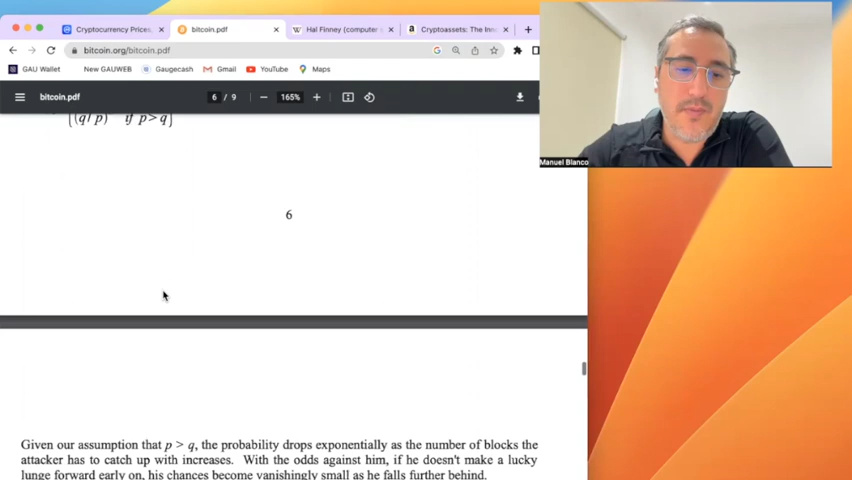 Cryptocurrency Prices,
bitcoin.pdf
Hal Finney (computer s
Cryptoassets: The Inno
bitcoin.org/bitcoin.pdf
GAU Wallet
New GAUWEB
Gaugecash
Gmail
YouTube
Maps
bitcoin.pdf
6 / 9
165%
Manuel Blanco
(q/p) if p>q
6
Given our assumption that p > q, the probability drops exponentially as the number of blocks the
attacker has to catch up with increases. With the odds against him, if he doesn't make a lucky
lunge forward early on, his chances become vanishingly small as he falls further behind.